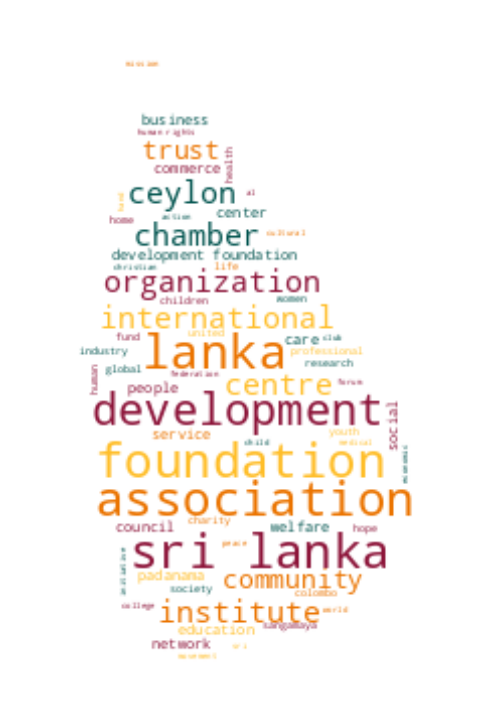 mission
business
human rights
trust
commerce
health
ceylon
al
fund
center
home
action
chamber
cultural
development foundation
christian
life
organization
women
children
international
united
fund
lanka
care
club
industry
professional
research
global
federation
human
centre
people
forum
development
social
service
youth
child
medical
foundation
economic
association
charity
council
welfare
hope
sri lanka
peace
initiative
padanama
community
society
colombo
college
institute
world
sangamaya
education
network
sri
movement